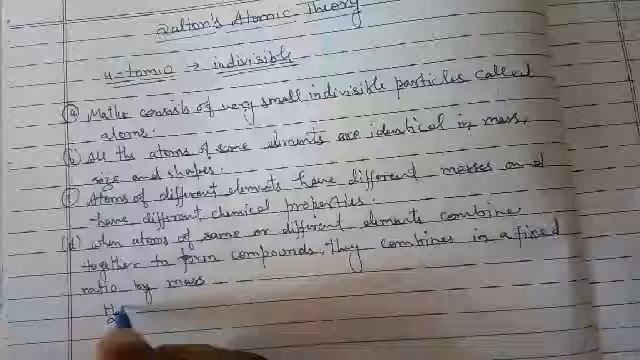 Dalton's Atomic Theory
→ indivisible
(a) Matter consists of very small indivisible particles called
atoms.
(b) All the atoms of same elements are identical in mass,
size and shapes.
(c) Atoms of different elements have different masses and
have different chemical properties.
(d) when atoms of same or different elements combine
together to form compounds, they combines in a fixed
ratio by mass
H